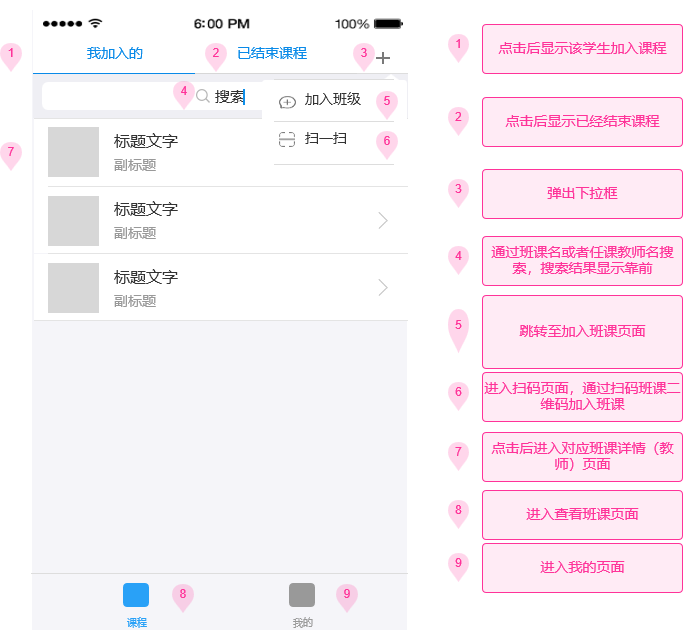 6:00 PM 100%
1 我加入的 2 已结束课程 3
4 搜索
加入班级 5
扫一扫 6
7
标题文字
副标题
标题文字
副标题
标题文字
副标题
8 9
课程 我的
1 点击后显示该学生加入课程
2 点击后显示已经结束课程
3 弹出下拉框
4 通过班课名或者任课教师名搜
索，搜索结果显示靠前
5 跳转至加入班课页面
6 进入扫码页面，通过扫码班课二
维码加入班课
7 点击后进入对应班课详情（教
师）页面
8 进入查看班课页面
9 进入我的页面